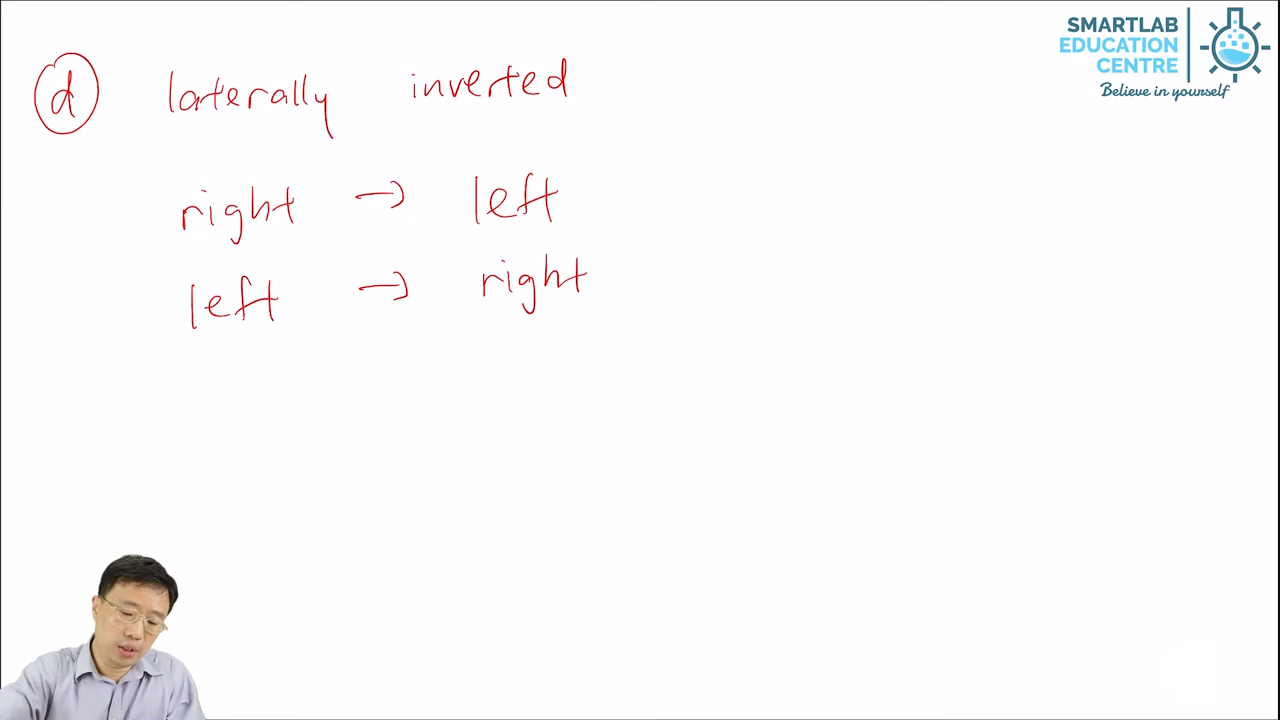 SMARTLAB
EDUCATION
CENTRE
Believe in yourself
d laterally inverted
right → left
left → right